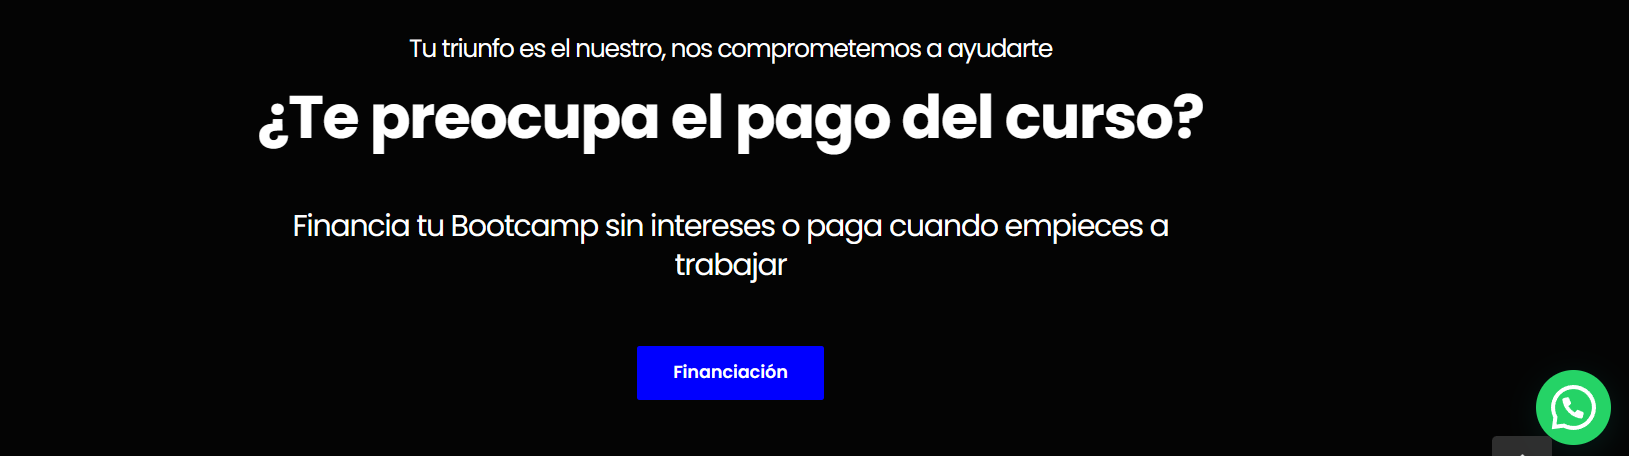 Tu triunfo es el nuestro, nos comprometemos a ayudarte
¿Te preocupa el pago del curso?
Financia tu Bootcamp sin intereses o paga cuando empieces a
trabajar
Financiación